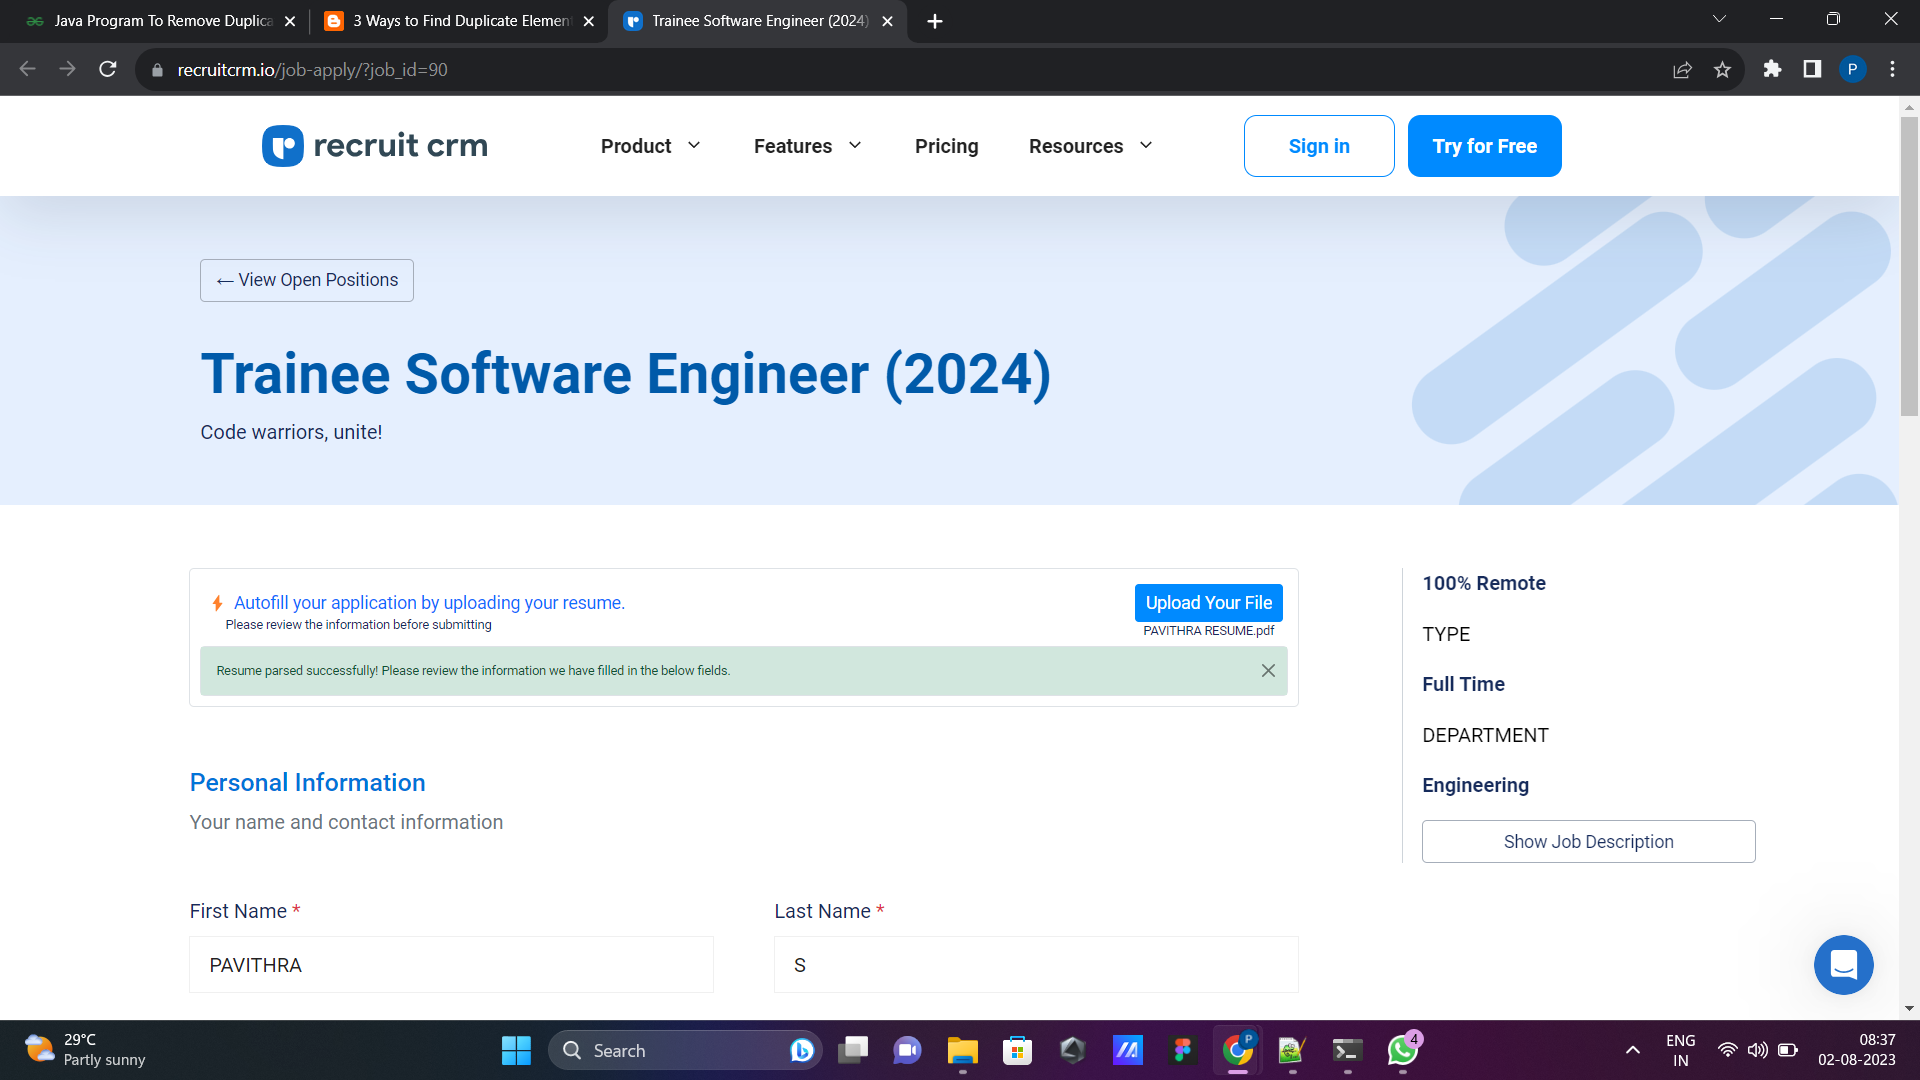 Java Program To Remove Duplica
3 Ways to Find Duplicate Element
Trainee Software Engineer (2024)
recruitcrm.io/job-apply/?job_id=90
P
recruit crm
Product
Features
Pricing
Resources
Sign in
Try for Free
← View Open Positions
Trainee Software Engineer (2024)
Code warriors, unite!
Autofill your application by uploading your resume.
Please review the information before submitting
Upload Your File
PAVITHRA RESUME.pdf
Resume parsed successfully! Please review the information we have filled in the below fields.
100% Remote
TYPE
Full Time
DEPARTMENT
Engineering
Show Job Description
Personal Information
Your name and contact information
First Name *
Last Name *
PAVITHRA
S
29°C
Partly sunny
Search
P
4
ENG
IN
08:37
02-08-2023